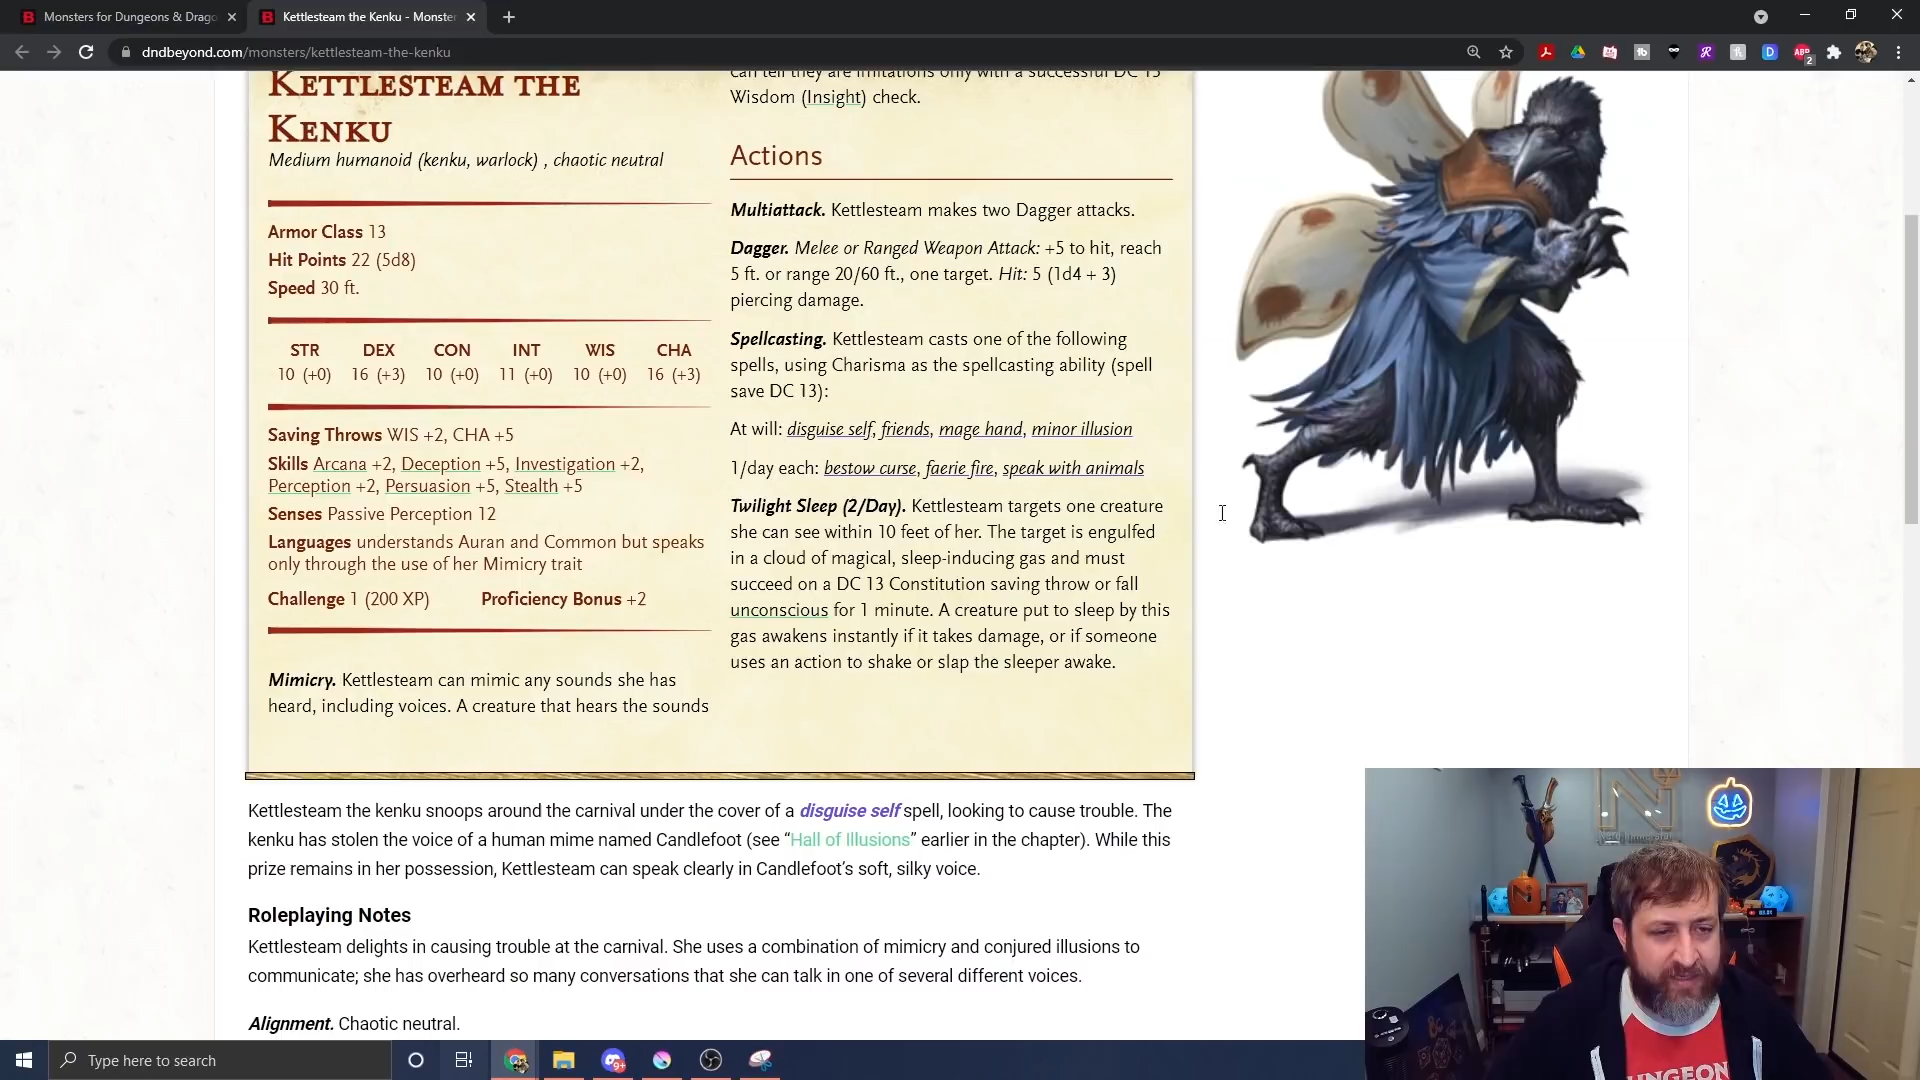 Monsters for Dungeons & Drago
Kettlesteam the Kenku - Monster
dndbeyond.com/monsters/kettlesteam-the-kenku
KETTLESTEAM THE
KENKU
Medium humanoid (kenku, warlock) , chaotic neutral
Armor Class 13
Hit Points 22 (5d8)
Speed 30 ft.
STR DEX CON INT WIS CHA
10 (+0) 16 (+3) 10 (+0) 11 (+0) 10 (+0) 16 (+3)
Saving Throws WIS +2, CHA +5
Skills Arcana +2, Deception +5, Investigation +2,
Perception +2, Persuasion +5, Stealth +5
Senses Passive Perception 12
Languages understands Auran and Common but speaks
only through the use of her Mimicry trait
Challenge 1 (200 XP) Proficiency Bonus +2
Mimicry. Kettlesteam can mimic any sounds she has
heard, including voices. A creature that hears the sounds
can tell they are imitations only with a successful DC 13
Wisdom (Insight) check.
Actions
Multiattack. Kettlesteam makes two Dagger attacks.
Dagger. Melee or Ranged Weapon Attack: +5 to hit, reach
5 ft. or range 20/60 ft., one target. Hit: 5 (1d4 + 3)
piercing damage.
Spellcasting. Kettlesteam casts one of the following
spells, using Charisma as the spellcasting ability (spell
save DC 13):
At will: disguise self, friends, mage hand, minor illusion
1/day each: bestow curse, faerie fire, speak with animals
Twilight Sleep (2/Day). Kettlesteam targets one creature
she can see within 10 feet of her. The target is engulfed
in a cloud of magical, sleep-inducing gas and must
succeed on a DC 13 Constitution saving throw or fall
unconscious for 1 minute. A creature put to sleep by this
gas awakens instantly if it takes damage, or if someone
uses an action to shake or slap the sleeper awake.
Kettlesteam the kenku snoops around the carnival under the cover of a disguise self spell, looking to cause trouble. The
kenku has stolen the voice of a human mime named Candlefoot (see “Hall of Illusions” earlier in the chapter). While this
prize remains in her possession, Kettlesteam can speak clearly in Candlefoot’s soft, silky voice.
Roleplaying Notes
Kettlesteam delights in causing trouble at the carnival. She uses a combination of mimicry and conjured illusions to
communicate; she has overheard so many conversations that she can talk in one of several different voices.
Alignment. Chaotic neutral.
Type here to search